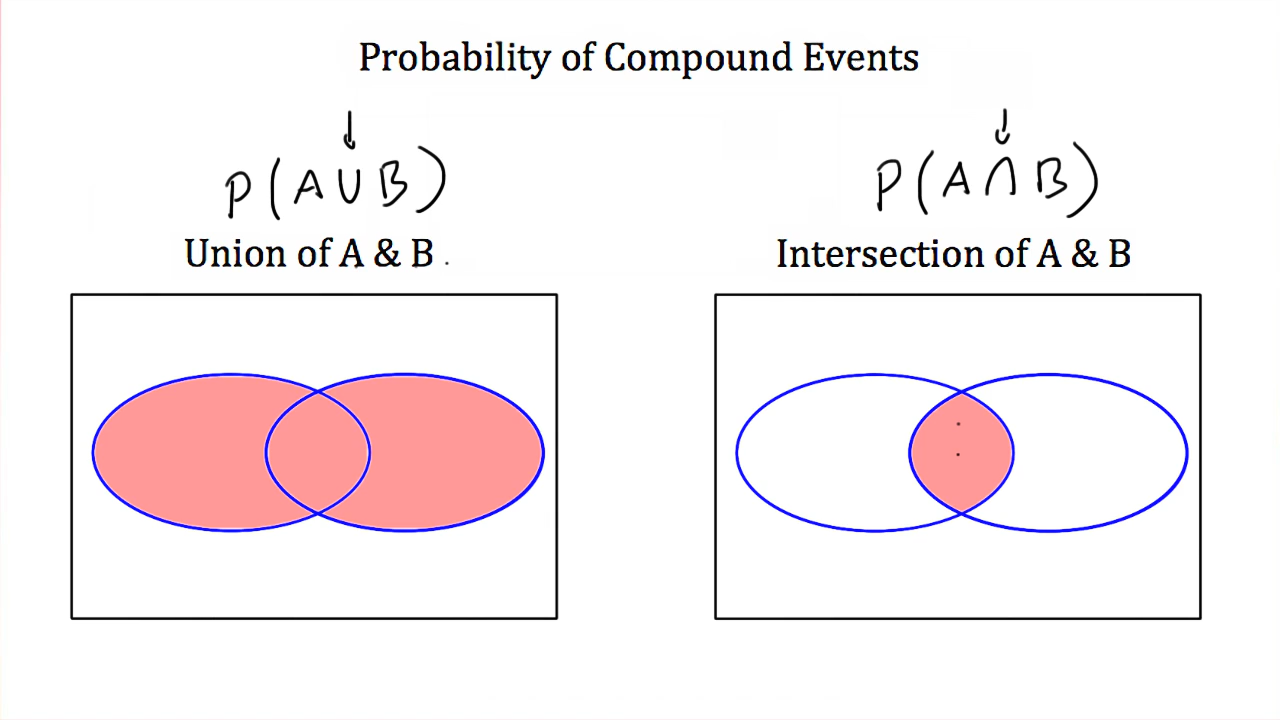 Probability of Compound Events
P(A∪B)
Union of A & B
P(A∩B)
Intersection of A & B